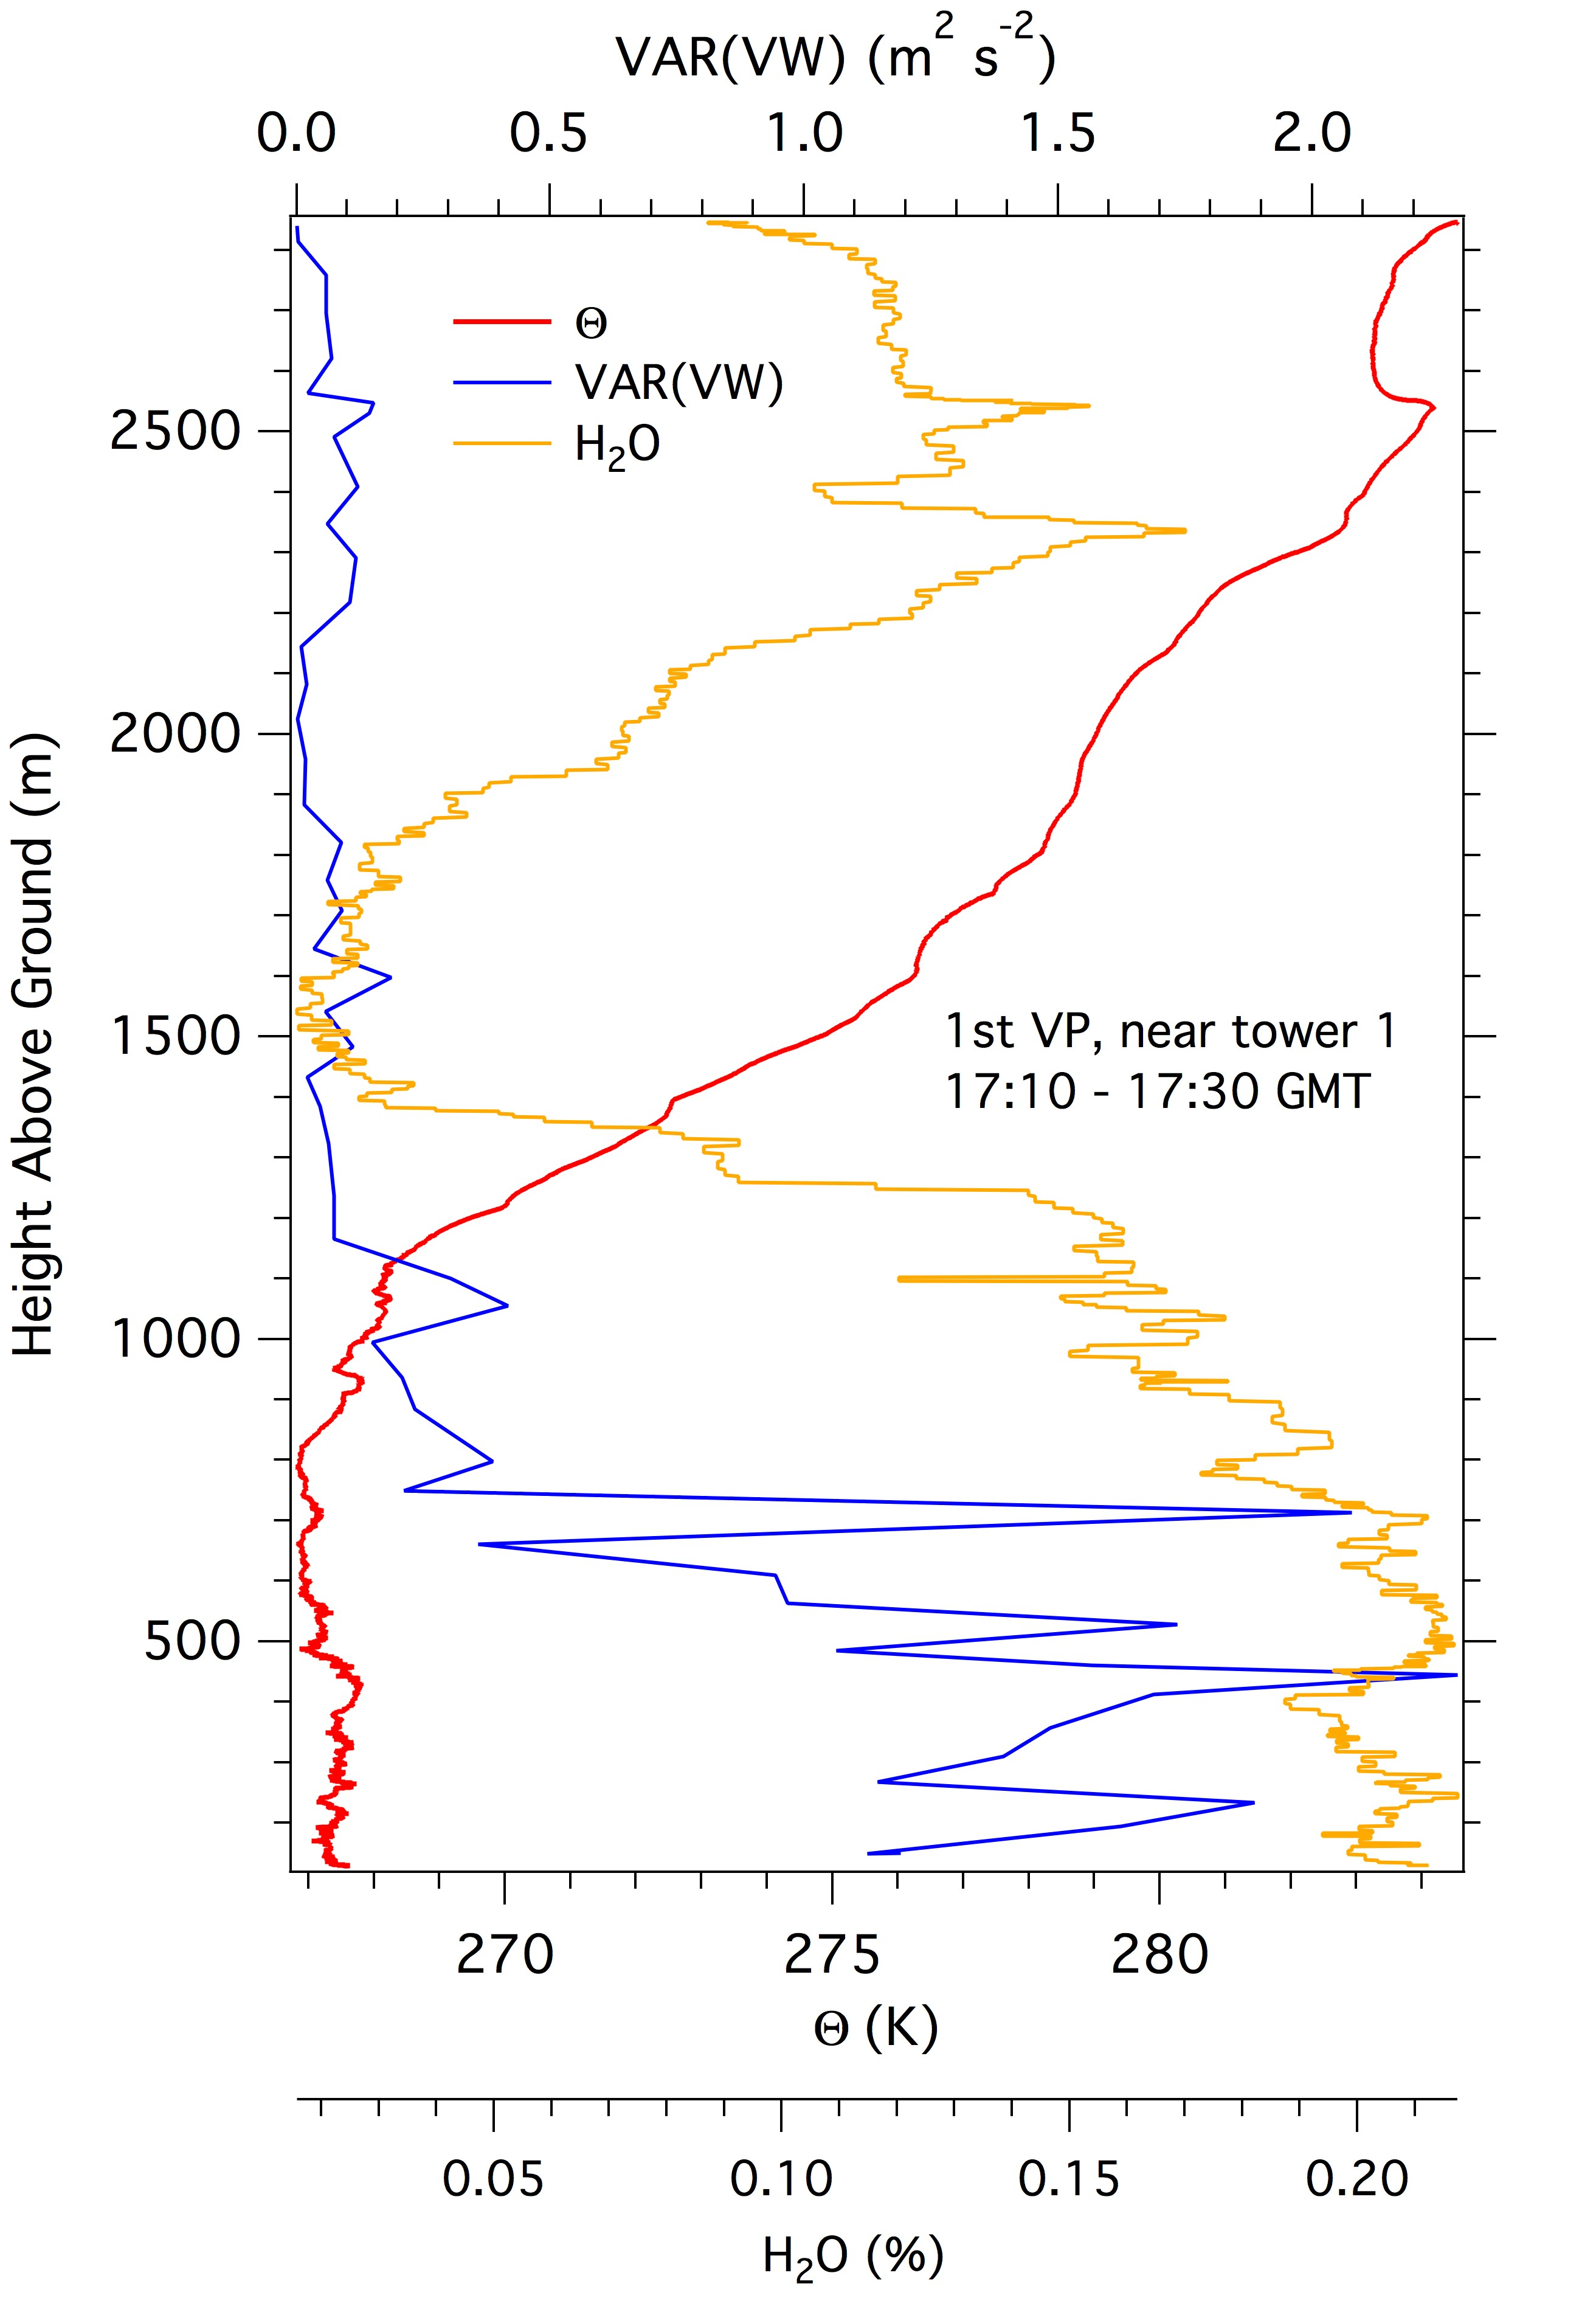 VAR(VW) (m² s⁻²)
0.0 0.5 1.0 1.5 2.0
Θ
VAR(VW)
H₂O
2500
2000
1500
1000
500
Height Above Ground (m)
1st VP, near tower 1
17:10 - 17:30 GMT
270 275 280
Θ (K)
0.05 0.10 0.15 0.20
H₂O (%)